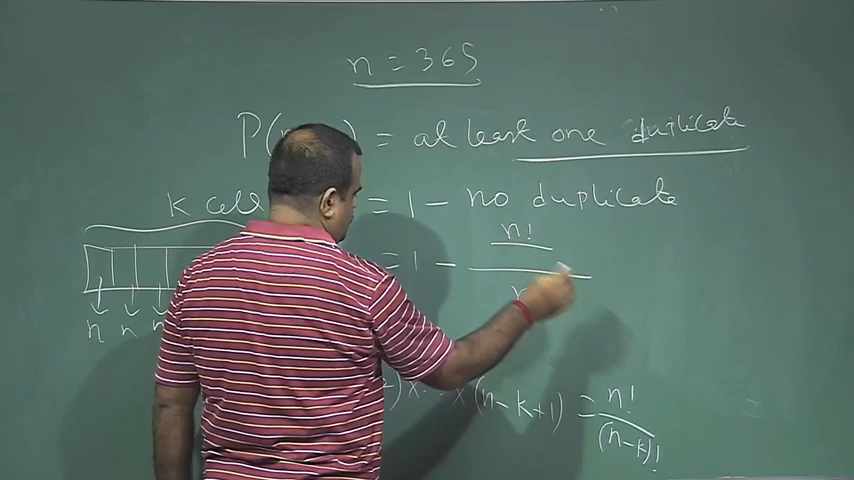 n = 365
P( ) = at least one duplicate
K cell = 1 - no duplicate
= 1 - n!
n n n n
) x ... x (n-k+1) = n! / (n-k)!